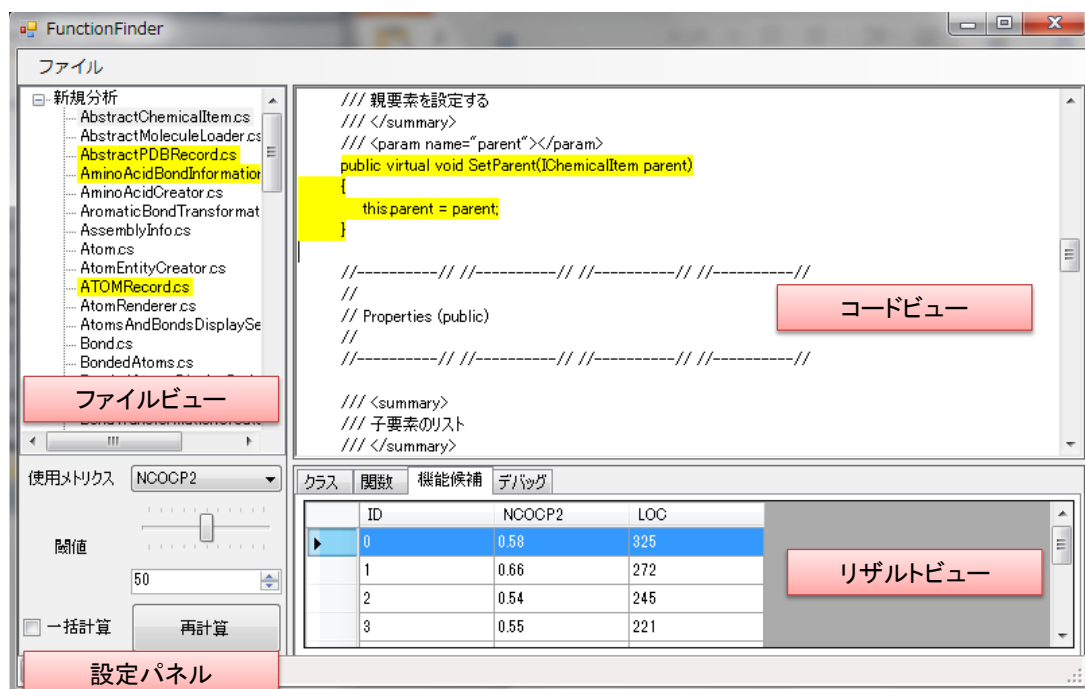 FunctionFinder
ファイル
新規分析
AbstractChemicalItem.cs
AbstractMoleculeLoader.cs
AbstractPDBRecord.cs
AminoAcidBondInformation
AminoAcidCreator.cs
AromaticBondTransformat
AssemblyInfo.cs
Atom.cs
AtomEntityCreator.cs
ATOMRecord.cs
AtomRenderer.cs
AtomsAndBondsDisplaySe
Bond.cs
BondedAtoms.cs
ファイルビュー
/// 親要素を設定する
/// </summary>
/// <param name="parent"></param>
public virtual void SetParent(IChemicalItem parent)
{
this.parent = parent;
}
//----------// //----------// //----------// //----------//
//
// Properties (public)
//
//----------// //----------// //----------// //----------//
/// <summary>
/// 子要素のリスト
/// </summary>
コードビュー
使用メトリクス NCOCP2
閾値
50
一括計算 再計算
設定パネル
クラス 関数 機能候補 デバッグ
ID NCOCP2 LOC
0 0.58 325
1 0.66 272
2 0.54 245
3 0.55 221
リザルトビュー